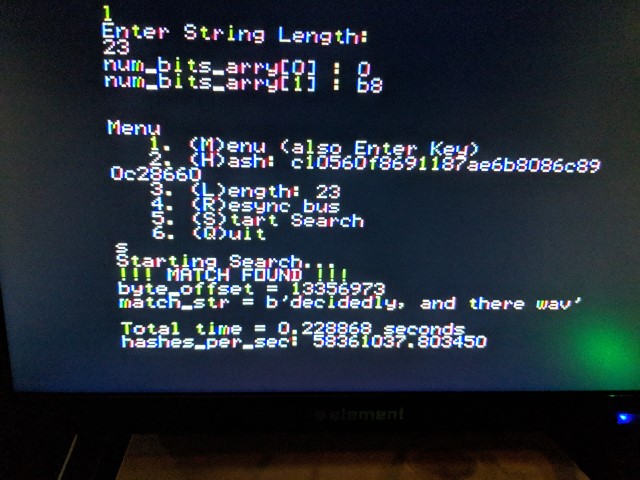 1
Enter String Length:
23
num_bits_arry[0] : 0
num_bits_arry[1] : b8
Menu
1. (M)enu (also Enter Key)
2. (H)ash: c10560f8691187ae6b8086c89
0c28660
3. (L)ength: 23
4. (R)esync bus
5. (S)tart Search
6. (Q)uit
s
Starting Search...
!!! MATCH FOUND !!!
byte_offset = 13356973
match_str = b'decidedly, and there wav'
Total time = 0.228868 seconds
hashes_per_sec: 58361037.803450
element